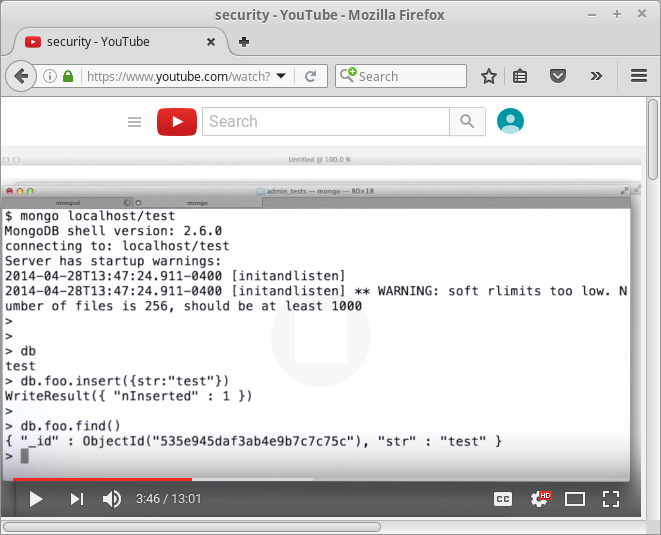 security - YouTube - Mozilla Firefox
security - YouTube
https://www.youtube.com/watch?
Search
Search
Untitled @ 100.0 %
admin_tests — mongo — 80×18
mongod
mongo
$ mongo localhost/test
MongoDB shell version: 2.6.0
connecting to: localhost/test
Server has startup warnings:
2014-04-28T13:47:24.911-0400 [initandlisten]
2014-04-28T13:47:24.911-0400 [initandlisten] ** WARNING: soft rlimits too low. N
umber of files is 256, should be at least 1000
>
>
> db
test
> db.foo.insert({str:"test"})
WriteResult({ "nInserted" : 1 })
>
> db.foo.find()
{ "_id" : ObjectId("535e945daf3ab4e9b7c7c75c"), "str" : "test" }
>
3:46 / 13:01
CC
HD